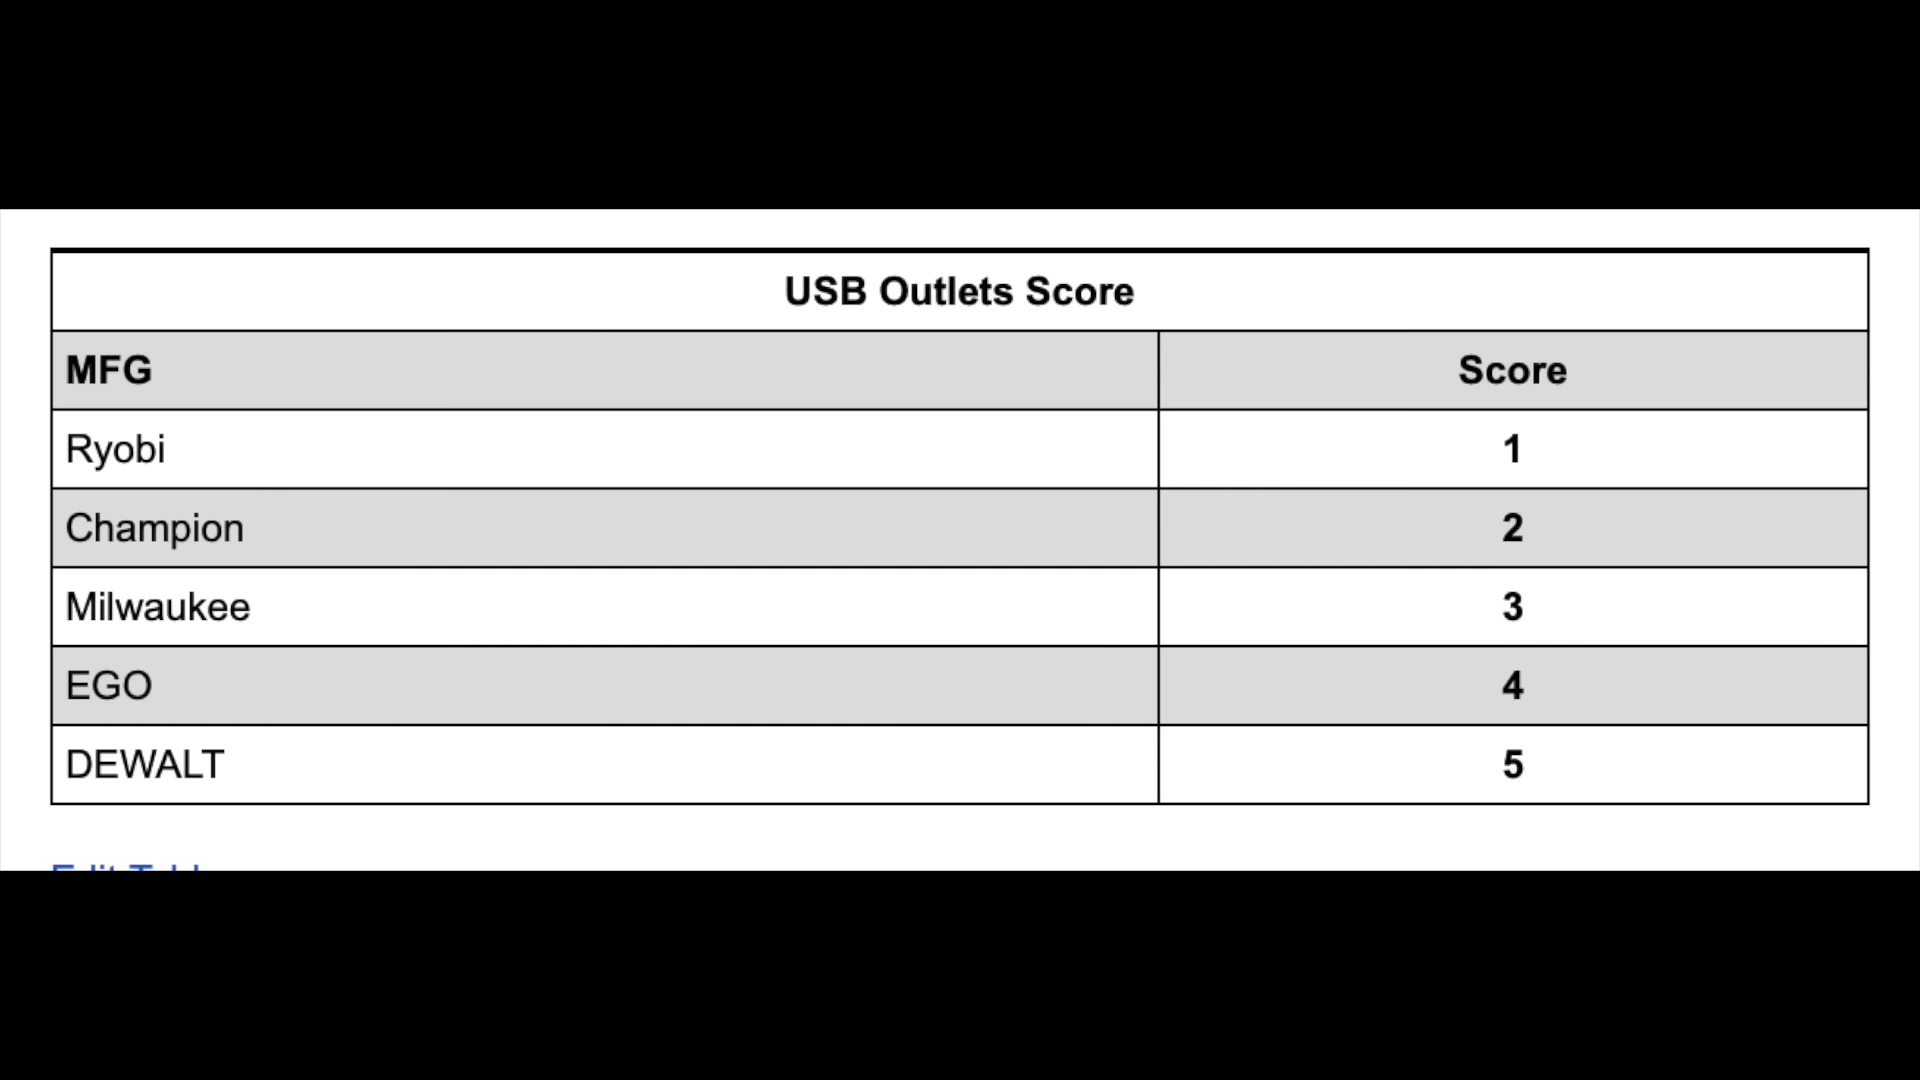 USB Outlets Score
MFG Score
Ryobi 1
Champion 2
Milwaukee 3
EGO 4
DEWALT 5